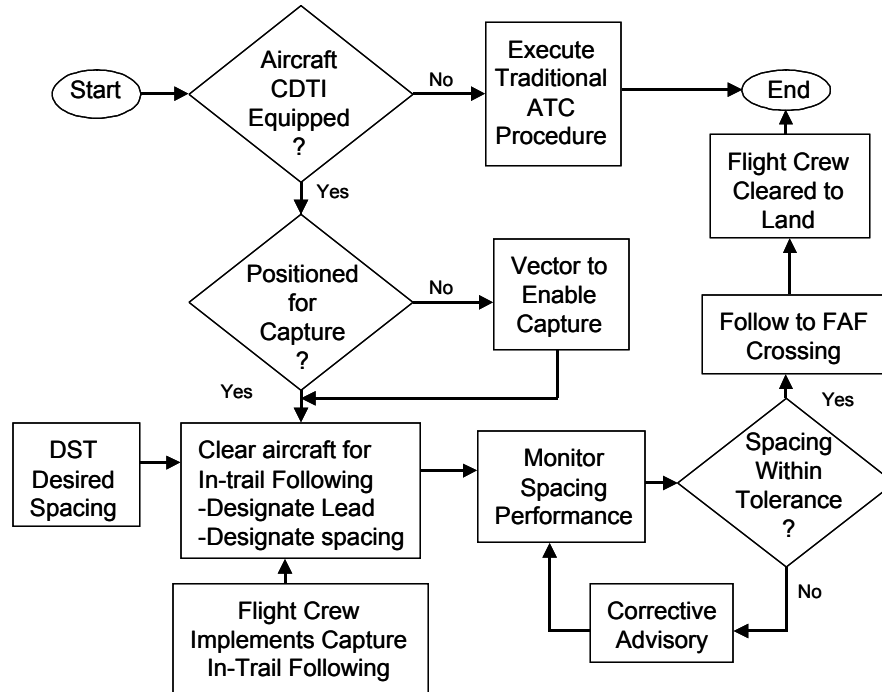 Start
Aircraft
CDTI
Equipped
?
No
Execute
Traditional
ATC
Procedure
End
Yes
Flight Crew
Cleared to
Land
Positioned
for
Capture
?
No
Vector to
Enable
Capture
Follow to FAF
Crossing
Yes
Yes
DST
Desired
Spacing
Clear aircraft for
In-trail Following
-Designate Lead
-Designate spacing
Monitor
Spacing
Performance
Spacing
Within
Tolerance
?
No
Flight Crew
Implements Capture
In-Trail Following
Corrective
Advisory